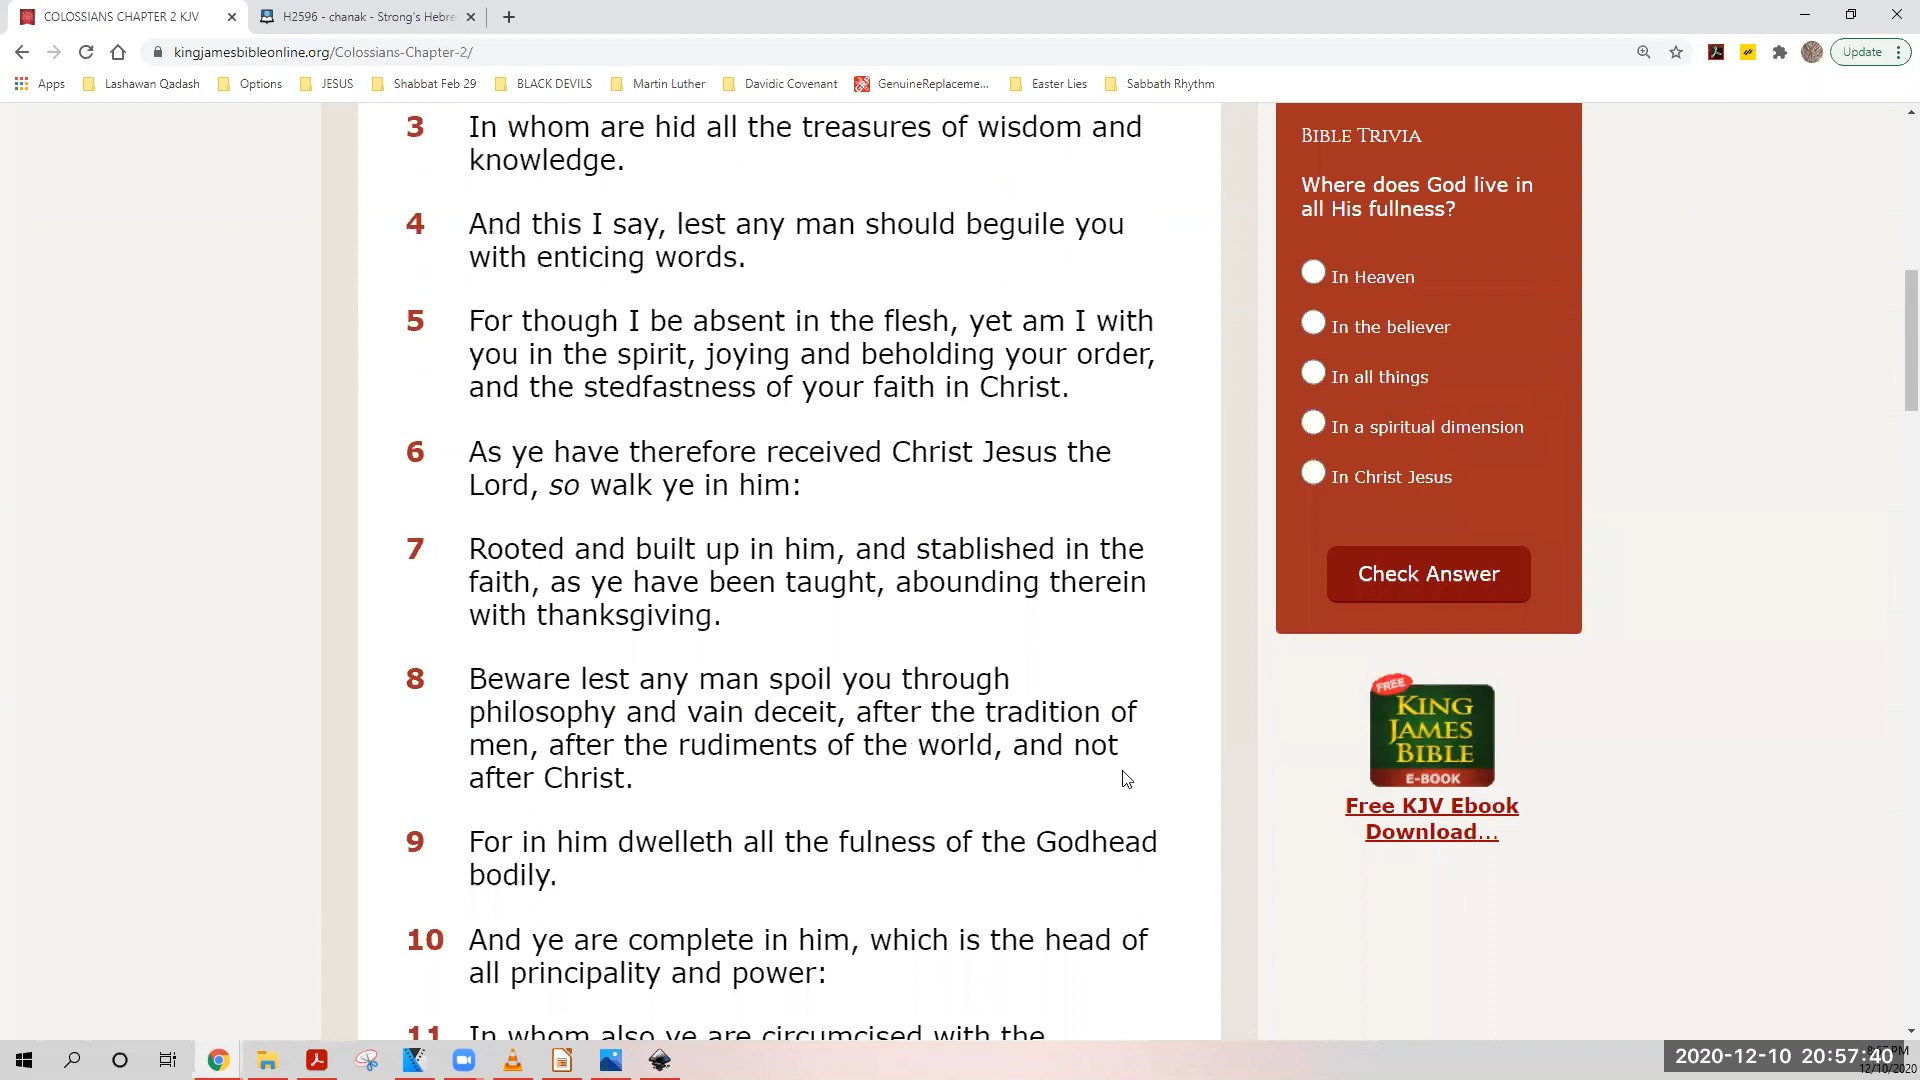 COLOSSIANS CHAPTER 2 KJV
H2596 - chanak - Strong's Hebre
kingjamesbibleonline.org/Colossians-Chapter-2/
Update
Apps
Lashawan Qadash
Options
JESUS
Shabbat Feb 29
BLACK DEVILS
Martin Luther
Davidic Covenant
GenuineReplaceme...
Easter Lies
Sabbath Rhythm
3 In whom are hid all the treasures of wisdom and
knowledge.
4 And this I say, lest any man should beguile you
with enticing words.
5 For though I be absent in the flesh, yet am I with
you in the spirit, joying and beholding your order,
and the stedfastness of your faith in Christ.
6 As ye have therefore received Christ Jesus the
Lord, so walk ye in him:
7 Rooted and built up in him, and stablished in the
faith, as ye have been taught, abounding therein
with thanksgiving.
8 Beware lest any man spoil you through
philosophy and vain deceit, after the tradition of
men, after the rudiments of the world, and not
after Christ.
9 For in him dwelleth all the fulness of the Godhead
bodily.
10 And ye are complete in him, which is the head of
all principality and power:
11 In whom also ye are circumcised with the
BIBLE TRIVIA
Where does God live in
all His fullness?
In Heaven
In the believer
In all things
In a spiritual dimension
In Christ Jesus
Check Answer
FREE
KING
JAMES
BIBLE
E-BOOK
Free KJV Ebook
Download...
2020-12-10 20:57:40
12/10/2020